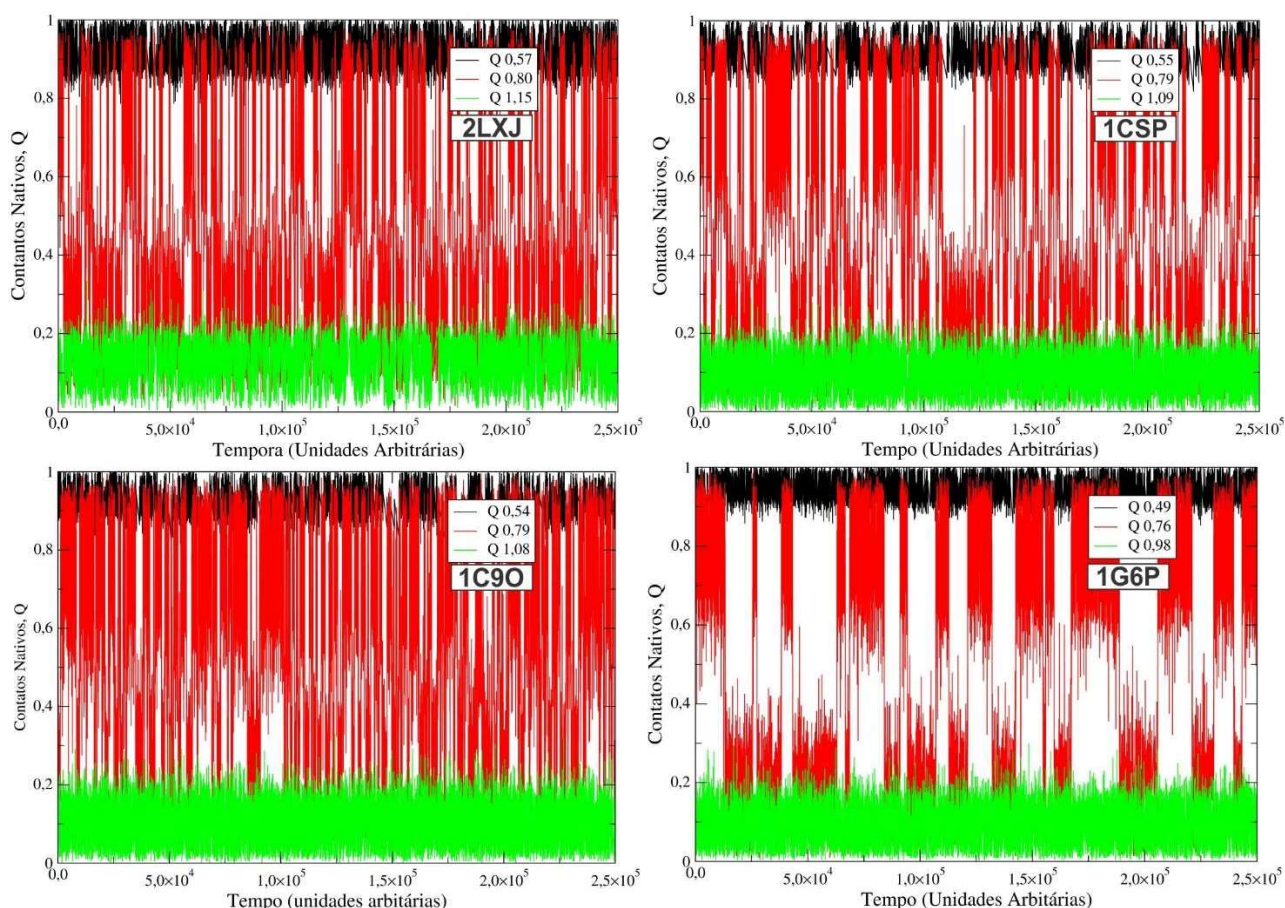 1
0,8
0,6
0,4
0,2
0
Contantos Nativos, Q
Q 0,57
Q 0,80
Q 1,15
2LXJ
0,0 5,0×10⁴ 1,0×10⁵ 1,5×10⁵ 2,0×10⁵ 2,5×10⁵
Tempora (Unidades Arbitrárias)
1
0,8
0,6
0,4
0,2
0
Contatos Nativos, Q
Q 0,55
Q 0,79
Q 1,09
1CSP
0,0 5,0×10⁴ 1,0×10⁵ 1,5×10⁵ 2,0×10⁵ 2,5×10⁵
Tempo (Unidades Arbitrárias)
1
0,8
0,6
0,4
0,2
0
Contatos Nativos, Q
Q 0,54
Q 0,79
Q 1,08
1C9O
0,0 5,0×10⁴ 1,0×10⁵ 1,5×10⁵ 2,0×10⁵ 2,5×10⁵
Tempo (unidades arbitárias)
1
0,8
0,6
0,4
0,2
0
Contatos Nativos, Q
Q 0,49
Q 0,76
Q 0,98
1G6P
0,0 5,0×10⁴ 1,0×10⁵ 1,5×10⁵ 2,0×10⁵ 2,5×10⁵
Tempo (Unidades Arbitrárias)